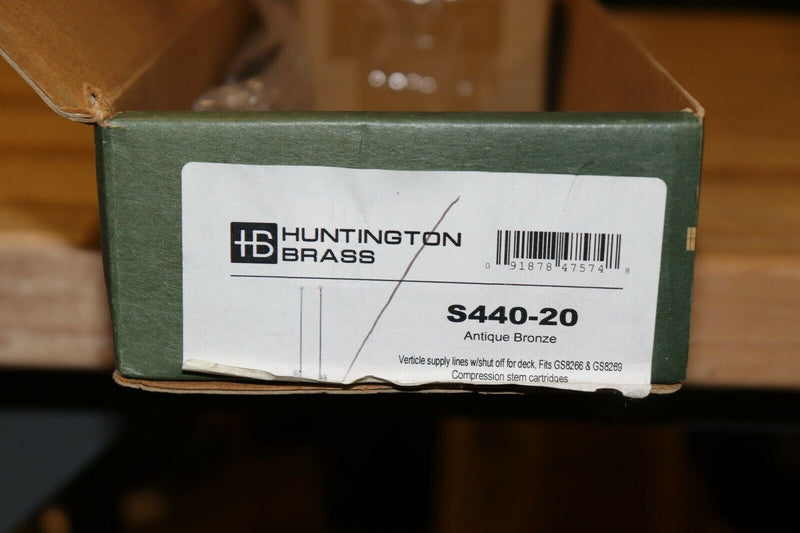 HB HUNTINGTON
BRASS
0 91878 47574 8
S440-20
Antique Bronze
Verticle supply lines w/shut off for deck, Fits GS8266 & GS8269
Compression stem cartridges